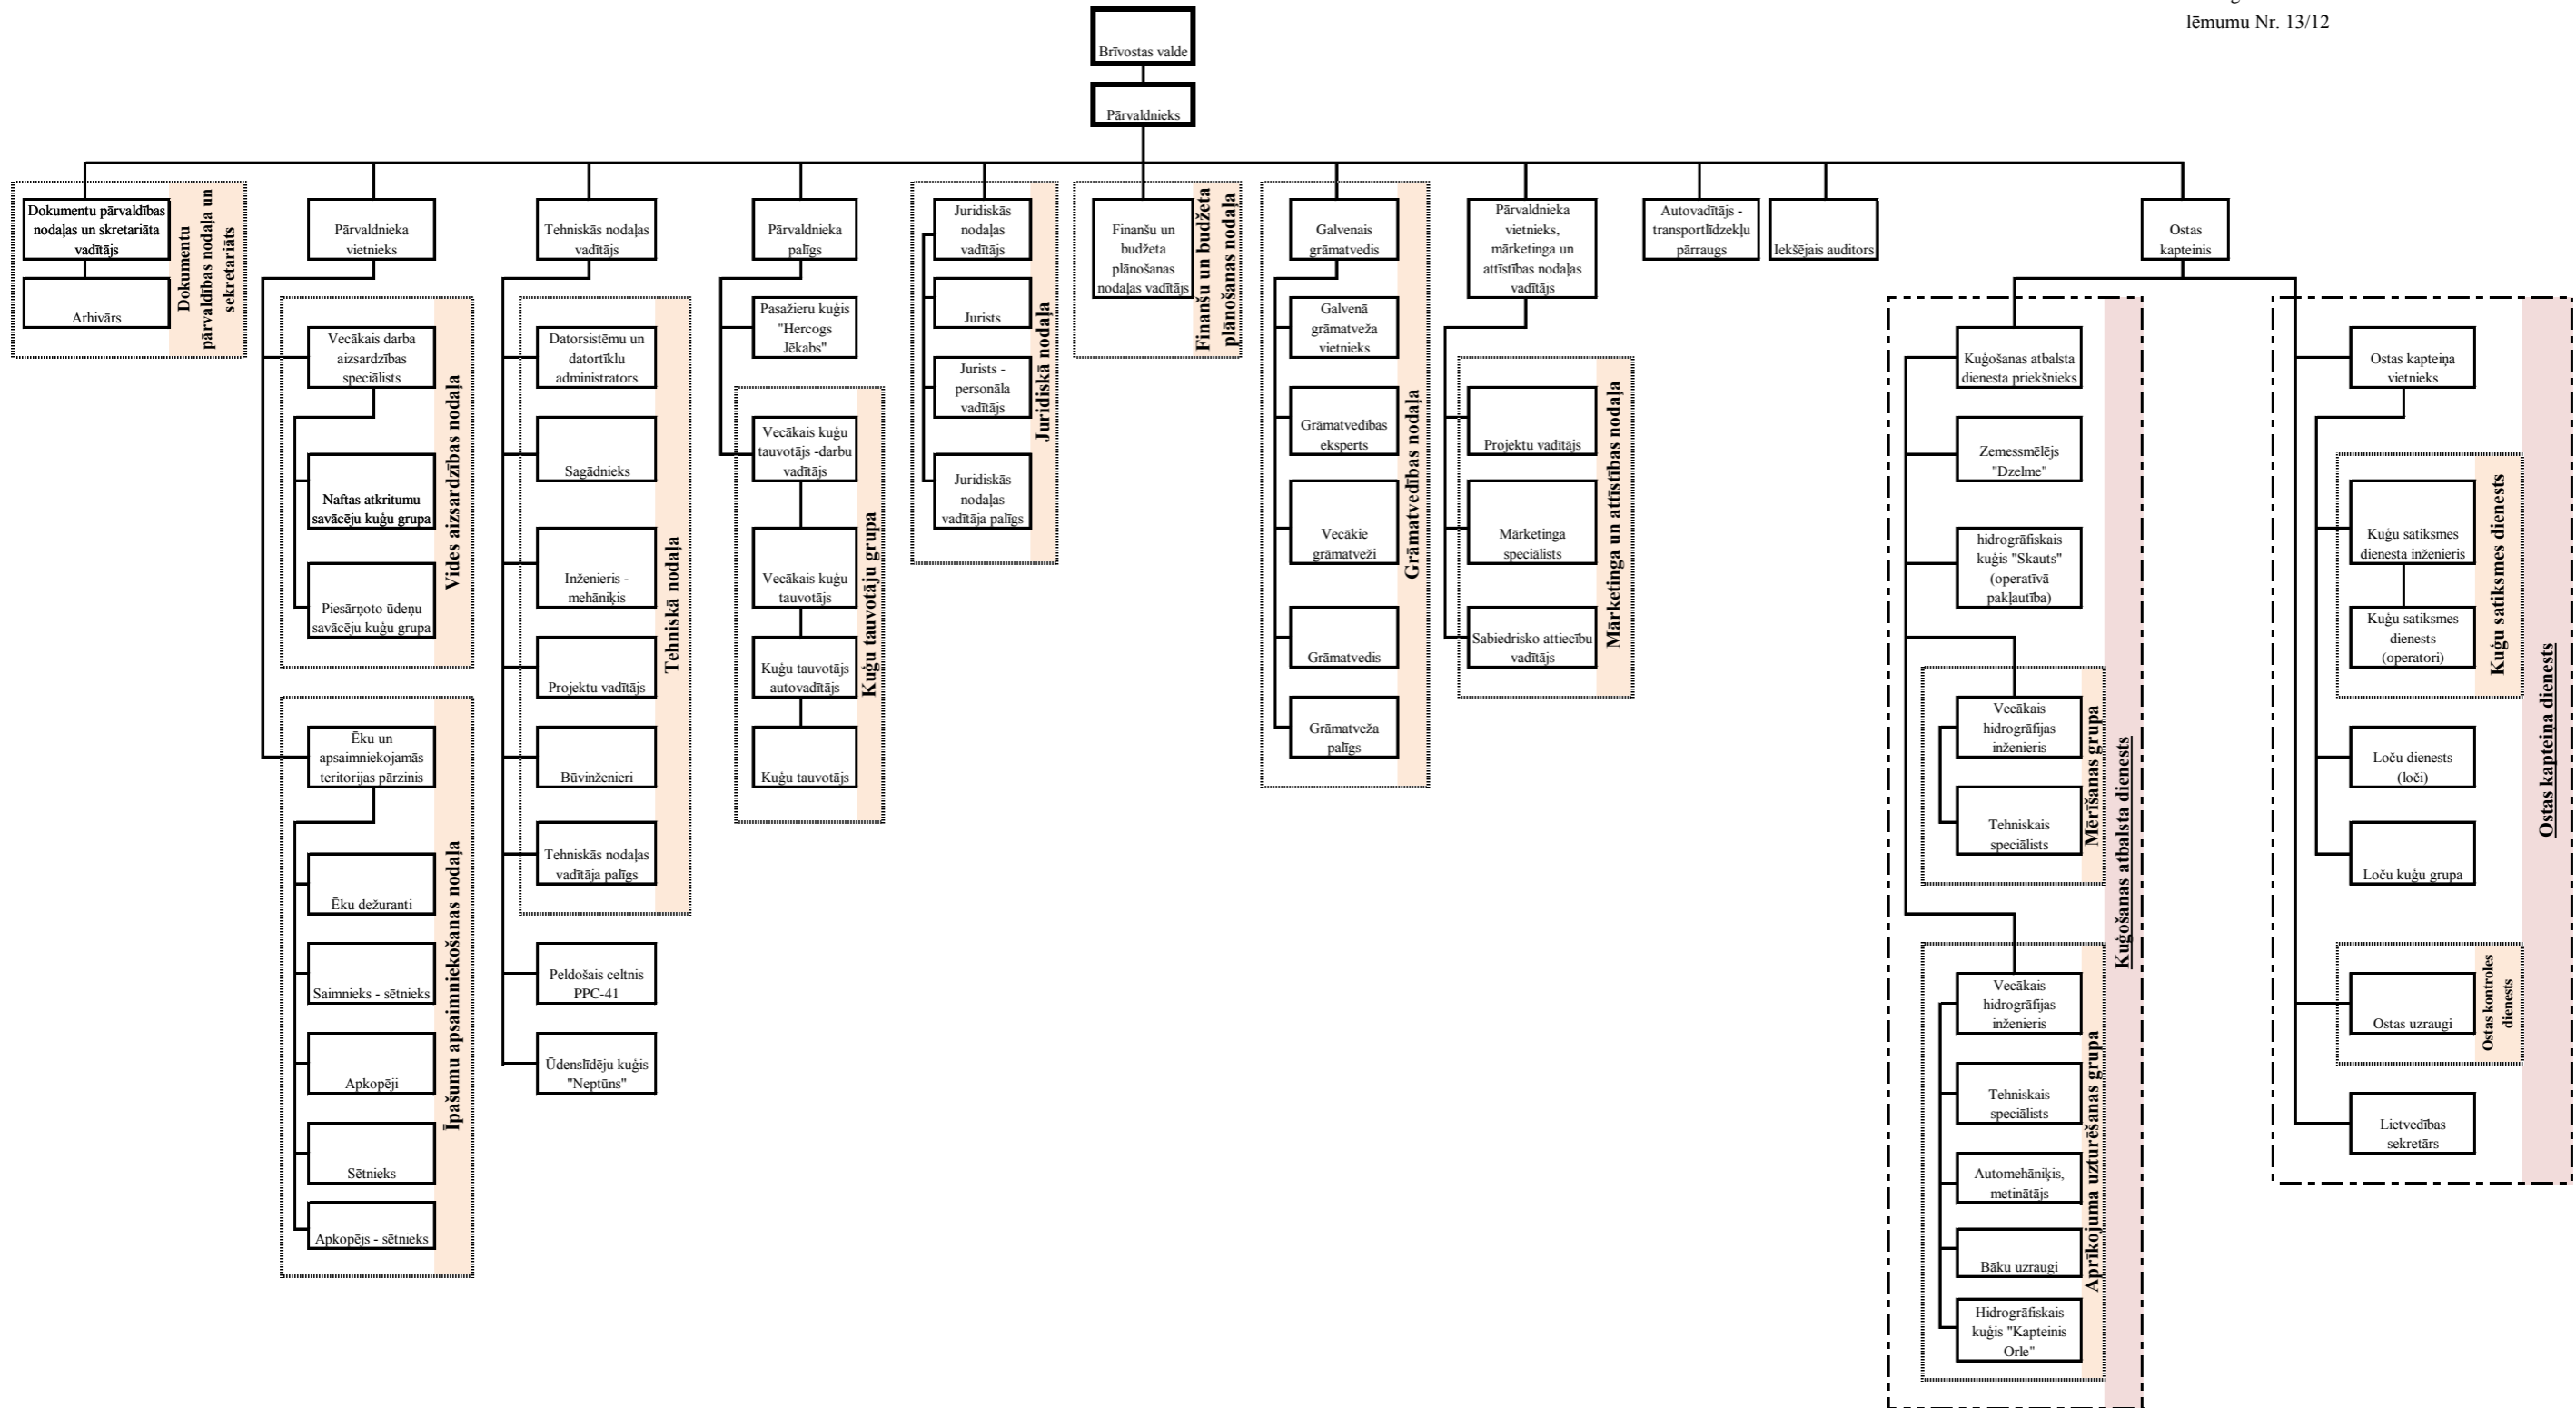 lēmumu Nr. 13/12
Brīvostas valde
Pārvaldnieks
Dokumentu pārvaldības
nodaļas un skretariāta
vadītājs
Arhivārs
Dokumentu
pārvaldības nodaļa un
sekretariāts
Pārvaldnieka
vietnieks
Vecākais darba
aizsardzības
speciālists
Naftas atkritumu
savācēju kuģu grupa
Piesārņoto ūdeņu
savācēju kuģu grupa
Vides aizsardzības nodaļa
Ēku un
apsaimniekojamās
teritorijas pārzinis
Ēku dežuranti
Saimnieks - sētnieks
Apkopēji
Sētnieks
Apkopējs - sētnieks
Īpašumu apsaimniekošanas nodaļa
Tehniskās nodaļas
vadītājs
Datorsistēmu un
datortīklu
administrators
Sagādnieks
Inženieris -
mehāniķis
Projektu vadītājs
Būvinženieri
Tehniskās nodaļas
vadītāja palīgs
Tehniskā nodaļa
Peldošais celtnis
PPC-41
Ūdenslīdēju kuģis
"Neptūns"
Pārvaldnieka
palīgs
Pasažieru kuģis
"Hercogs
Jēkabs"
Vecākais kuģu
tauvotājs -darbu
vadītājs
Vecākais kuģu
tauvotājs
Kuģu tauvotājs
autovadītājs
Kuģu tauvotājs
Kuģu tauvotāju grupa
Juridiskās
nodaļas
vadītājs
Jurists
Jurists -
personāla
vadītājs
Juridiskās
nodaļas
vadītāja palīgs
Juridiskā nodaļa
Finanšu un
budžeta
plānošanas
nodaļas vadītājs
Finanšu un budžeta
plānošanas nodaļa
Galvenais
grāmatvedis
Galvenā
grāmatveža
vietnieks
Grāmatvedības
eksperts
Vecākie
grāmatveži
Grāmatvedis
Grāmatveža
palīgs
Grāmatvedības nodaļa
Pārvaldnieka
vietnieks,
mārketinga un
attīstības nodaļas
vadītājs
Projektu vadītājs
Mārketinga
speciālists
Sabiedrisko attiecību
vadītājs
Mārketinga un attīstības nodaļa
Autovadītājs -
transportlīdzekļu
pārraugs
Iekšējais auditors
Ostas
kapteinis
Kuģošanas atbalsta
dienesta priekšnieks
Zemessmēlējs
"Dzelme"
hidrogrāfiskais
kuģis "Skauts"
(operatīvā
pakļautība)
Vecākais
hidrogrāfijas
inženieris
Tehniskais
speciālists
Mērīšanas grupa
Vecākais
hidrogrāfijas
inženieris
Tehniskais
speciālists
Automehāniķis,
metinātājs
Bāku uzraugi
Hidrogrāfiskais
kuģis "Kapteinis
Orle"
Aprīkojuma uzturēšanas grupa
Kuģošanas atbalsta dienests
Ostas kapteiņa
vietnieks
Kuģu satiksmes
dienesta inženieris
Kuģu satiksmes
dienests
(operatori)
Kuģu satiksmes dienests
Loču dienests
(loči)
Loču kuģu grupa
Ostas uzraugi
Ostas kontroles
dienests
Lietvedības
sekretārs
Ostas kapteiņa dienests